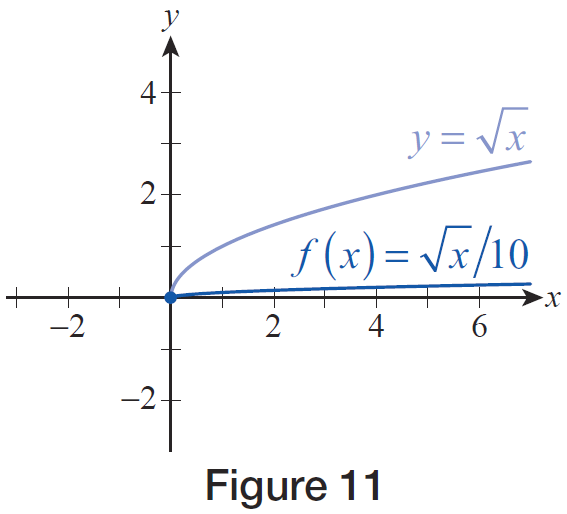 y
4
y = √x
2
f (x) = √x/10
x
−2
2
4
6
−2
Figure 11